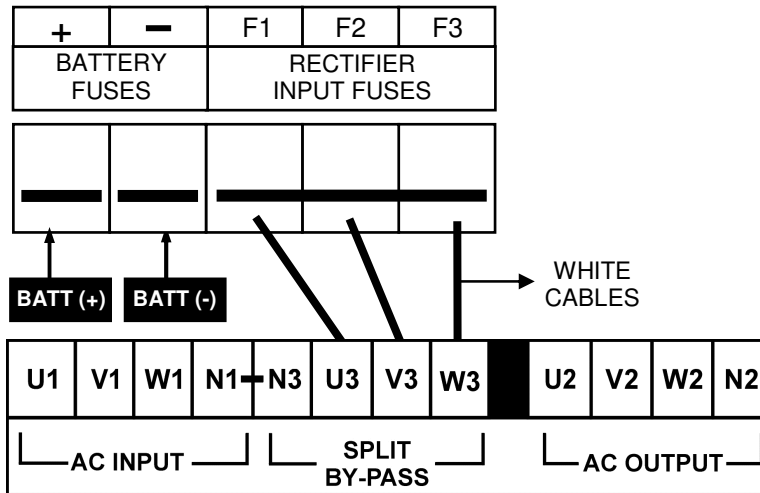 + − F1 F2 F3
BATTERY FUSES
RECTIFIER INPUT FUSES
BATT (+) BATT (-)
WHITE CABLES
U1 V1 W1 N1 N3 U3 V3 W3 U2 V2 W2 N2
AC INPUT
SPLIT BY-PASS
AC OUTPUT